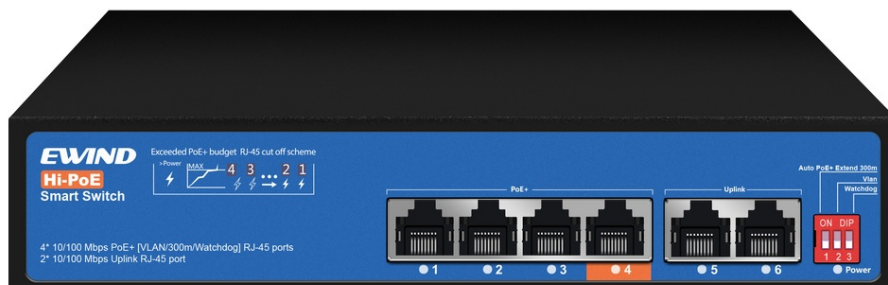 EWIND
Hi-PoE
Smart Switch
Exceeded PoE+ budget RJ-45 cut off scheme
>Power
IMAX
4 3 ... 2 1
4* 10/100 Mbps PoE+ [VLAN/300m/Watchdog] RJ-45 ports
2* 10/100 Mbps Uplink RJ-45 port
PoE+
Uplink
Auto PoE+ Extend 300m
Vlan
Watchdog
ON DIP
1 2 3
1 2 3 4 5 6 Power